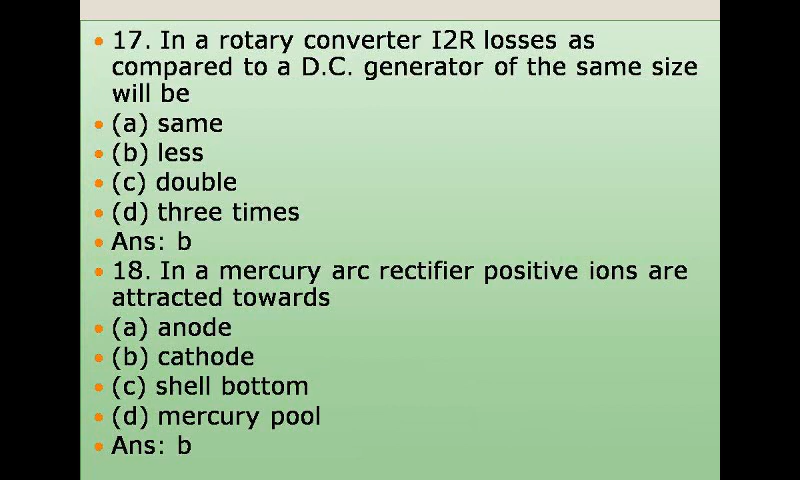 17. In a rotary converter I2R losses as
compared to a D.C. generator of the same size
will be
(a) same
(b) less
(c) double
(d) three times
Ans: b
18. In a mercury arc rectifier positive ions are
attracted towards
(a) anode
(b) cathode
(c) shell bottom
(d) mercury pool
Ans: b